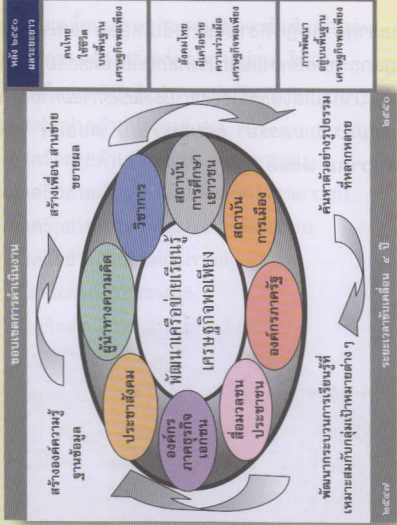 ขอบเขตการดำเนินงาน
หลัง ๒๕๕๐
สร้างองค์ความรู้
ฐานข้อมูล
สร้างเพื่อน สานข่าย
ขยายผล
ผู้นำทางความคิด
วิชาการ
ประชาสังคม
สถาบัน
การศึกษา
เยาวชน
องค์กร
ภาคธุรกิจ
เอกชน
พัฒนาเครือข่ายเรียนรู้
เศรษฐกิจพอเพียง
สื่อมวลชน
ประชาชน
องค์กรภาครัฐ
สถาบัน
การเมือง
พัฒนากระบวนการเรียนรู้ที่
เหมาะสมกับกลุ่มเป้าหมายต่างๆ
ค้นหาตัวอย่างรูปธรรม
ที่หลากหลาย
๒๕๔๗
ระยะเวลาขับเคลื่อน ๔ ปี
๒๕๕๐
บนพื้นฐาน
เศรษฐกิจพอเพียง
สังคมไทย
ความร่วมมือ
เศรษฐกิจพอเพียง
การพัฒนา
อยู่บนพื้นฐาน
เศรษฐกิจพอเพียง